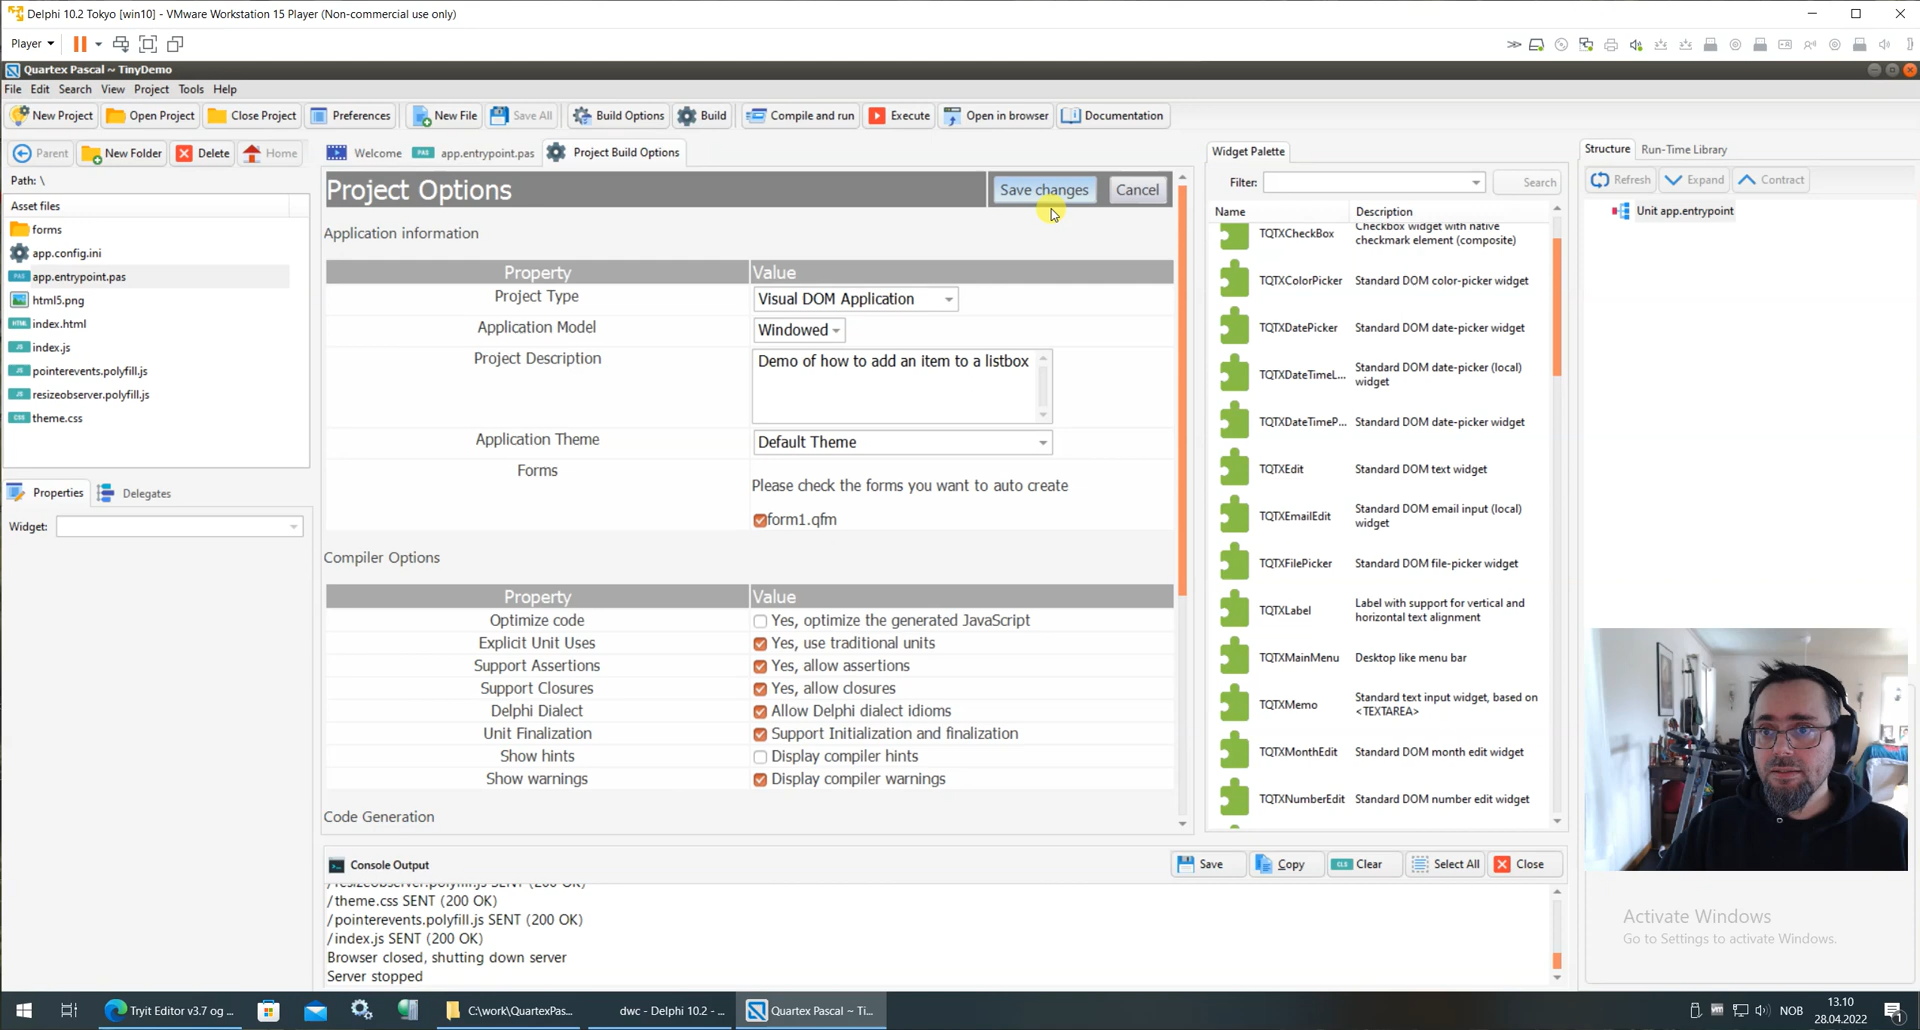 Delphi 10.2 Tokyo [win10] - VMware Workstation 15 Player (Non-commercial use only)
Player
Quartex Pascal ~ TinyDemo
File Edit Search View Project Tools Help
New Project Open Project Close Project Preferences New File Save All Build Options Build Compile and run Execute Open in browser Documentation
Parent New Folder Delete Home
Path: \
Asset files
forms
app.config.ini
app.entrypoint.pas
html5.png
index.html
index.js
pointerevents.polyfill.js
resizeobserver.polyfill.js
theme.css
Properties Delegates
Widget:
Welcome app.entrypoint.pas Project Build Options
Project Options Save changes Cancel
Application information
Property Value
Project Type Visual DOM Application
Application Model Windowed
Project Description Demo of how to add an item to a listbox
Application Theme Default Theme
Forms Please check the forms you want to auto create
form1.qfm
Compiler Options
Property Value
Optimize code Yes, optimize the generated JavaScript
Explicit Unit Uses Yes, use traditional units
Support Assertions Yes, allow assertions
Support Closures Yes, allow closures
Delphi Dialect Allow Delphi dialect idioms
Unit Finalization Support Initialization and finalization
Show hints Display compiler hints
Show warnings Display compiler warnings
Code Generation
Widget Palette
Filter: Search
Name Description
TQTXCheckBox Checkbox widget with native checkmark element (composite)
TQTXColorPicker Standard DOM color-picker widget
TQTXDatePicker Standard DOM date-picker widget
TQTXDateTimeL... Standard DOM date-picker (local) widget
TQTXDateTimeP... Standard DOM date-picker widget
TQTXEdit Standard DOM text widget
TQTXEmailEdit Standard DOM email input (local) widget
TQTXFilePicker Standard DOM file-picker widget
TQTXLabel Label with support for vertical and horizontal text alignment
TQTXMainMenu Desktop like menu bar
TQTXMemo Standard text input widget, based on <TEXTAREA>
TQTXMonthEdit Standard DOM month edit widget
TQTXNumberEdit Standard DOM number edit widget
Structure Run-Time Library
Refresh Expand Contract
Unit app.entrypoint
Console Output Save Copy Clear Select All Close
/resizeobserver.polyfill.js SENT (200 OK)
/theme.css SENT (200 OK)
/pointerevents.polyfill.js SENT (200 OK)
/index.js SENT (200 OK)
Browser closed, shutting down server
Server stopped
Activate Windows
Go to Settings to activate Windows.
Tryit Editor v3.7 og ... C:\work\QuartexPas... dwc - Delphi 10.2 - ... Quartex Pascal ~ Ti... NOB
13.10
28.04.2022